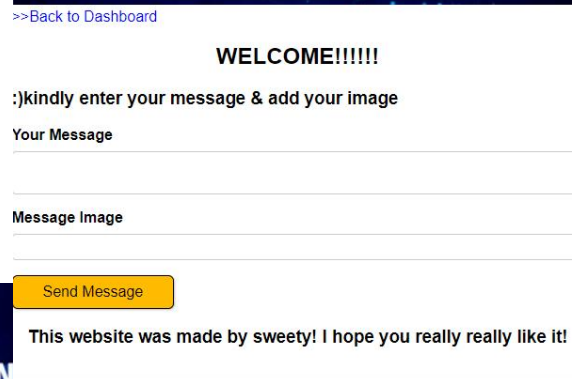 >>Back to Dashboard
WELCOME!!!!!!
:)kindly enter your message & add your image
Your Message
Message Image
Send Message
This website was made by sweety! I hope you really really like it!